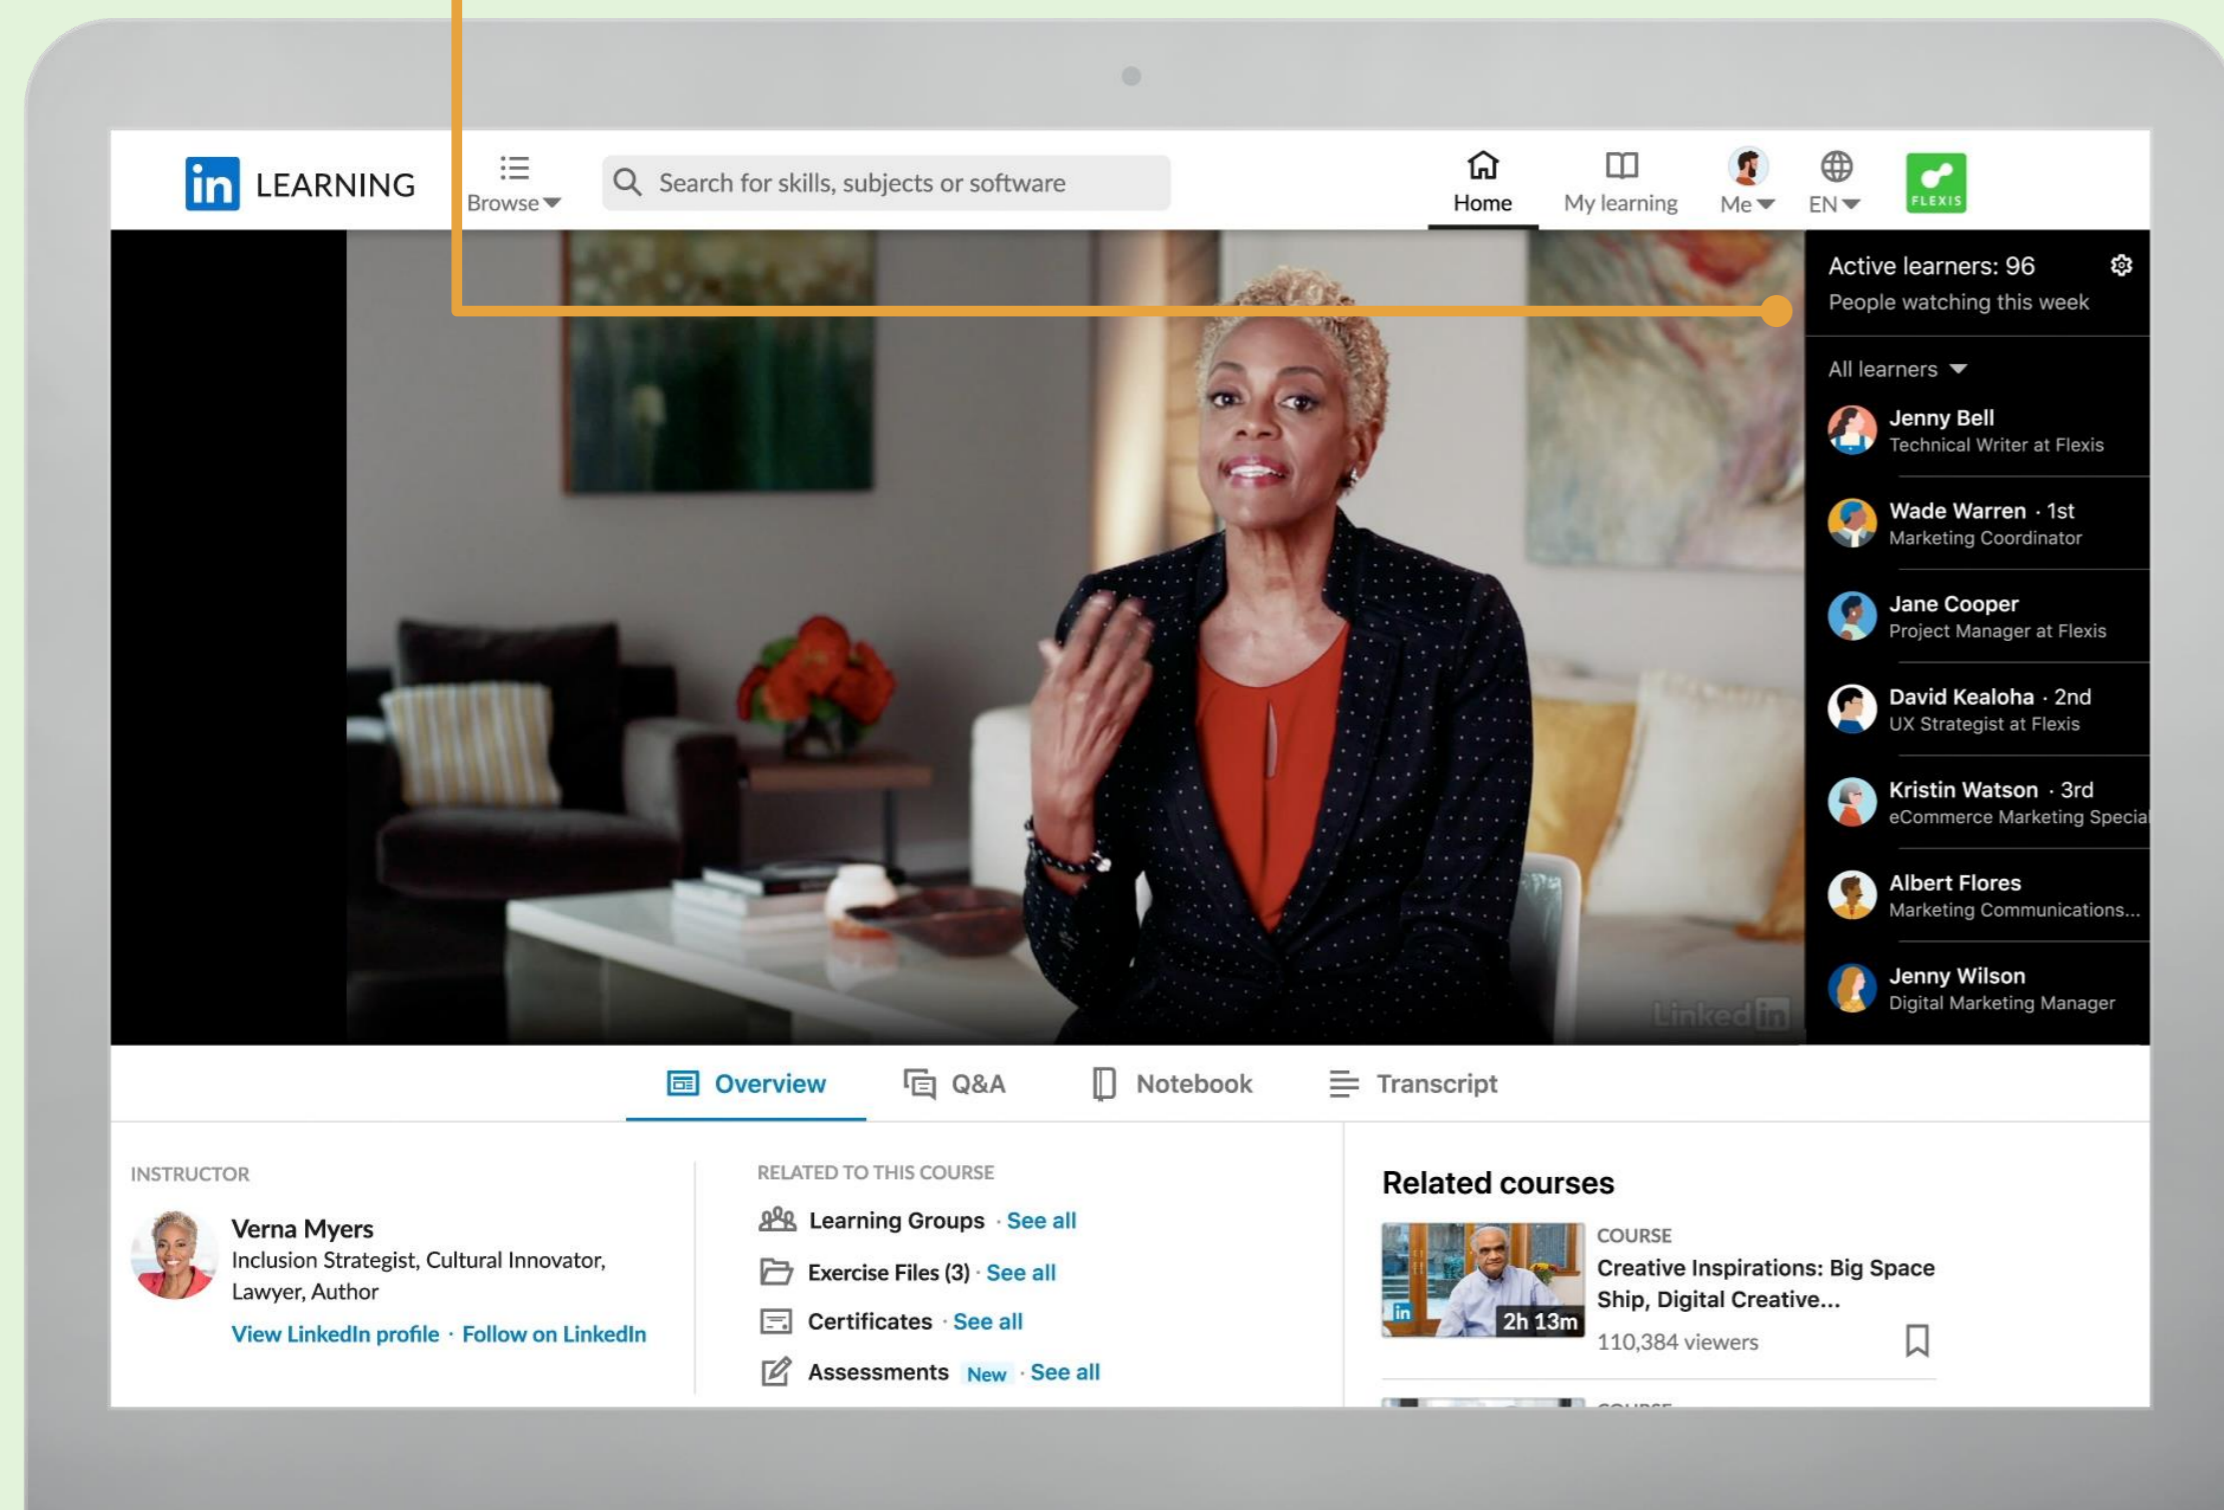 in LEARNING
Browse
Search for skills, subjects or software
Home
My learning
Me
EN
FLEXIS
Active learners: 96
People watching this week
All learners
Jenny Bell
Technical Writer at Flexis
Wade Warren · 1st
Marketing Coordinator
Jane Cooper
Project Manager at Flexis
David Kealoha · 2nd
UX Strategist at Flexis
Kristin Watson · 3rd
eCommerce Marketing Special
Albert Flores
Marketing Communications...
Jenny Wilson
Digital Marketing Manager
Linked in
Overview
Q&A
Notebook
Transcript
INSTRUCTOR
Verna Myers
Inclusion Strategist, Cultural Innovator,
Lawyer, Author
View LinkedIn profile · Follow on LinkedIn
RELATED TO THIS COURSE
Learning Groups · See all
Exercise Files (3) · See all
Certificates · See all
Assessments New · See all
Related courses
in
2h 13m
COURSE
Creative Inspirations: Big Space
Ship, Digital Creative...
110,384 viewers